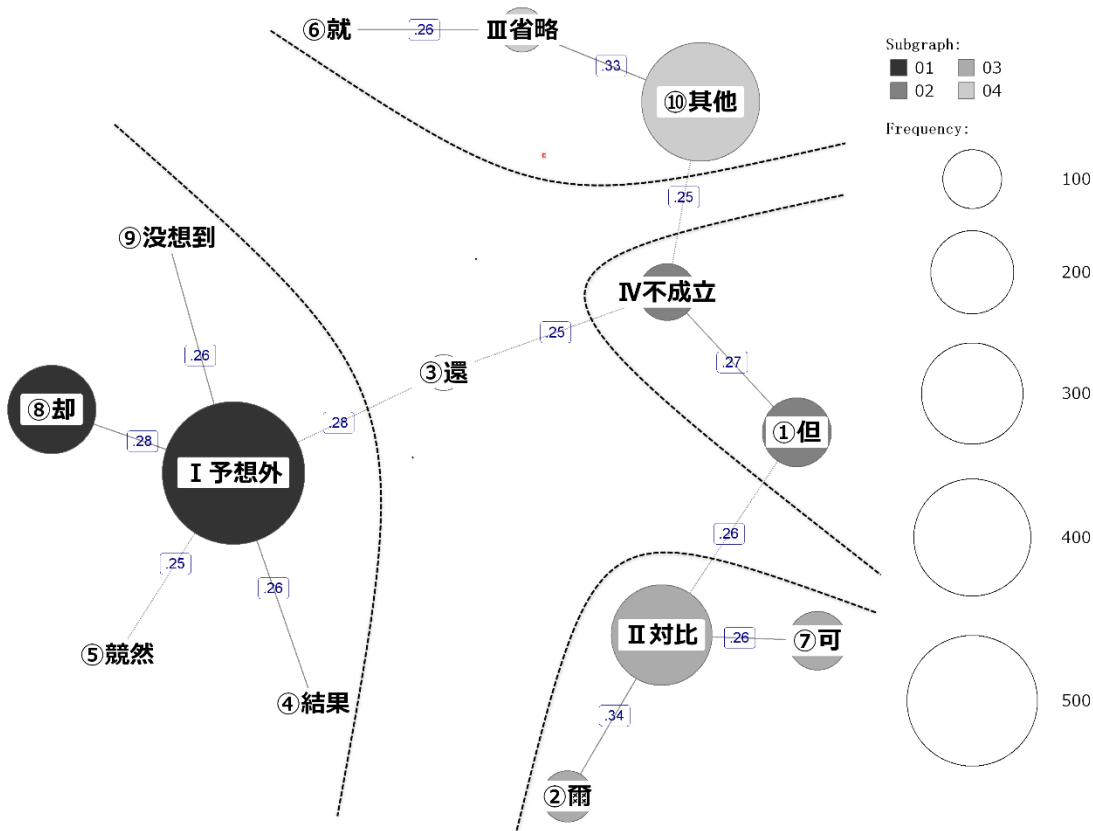 ⑥就
.26
Ⅲ省略
.33
⑩其他
.25
⑨没想到
.26
⑧却
.28
Ⅰ予想外
.28
③還
.25
Ⅳ不成立
.27
①但
.26
.25
⑤競然
.26
④結果
Ⅱ対比
.26
⑦可
.34
②爾
Subgraph:
01
03
02
04
Frequency:
100
200
300
400
500